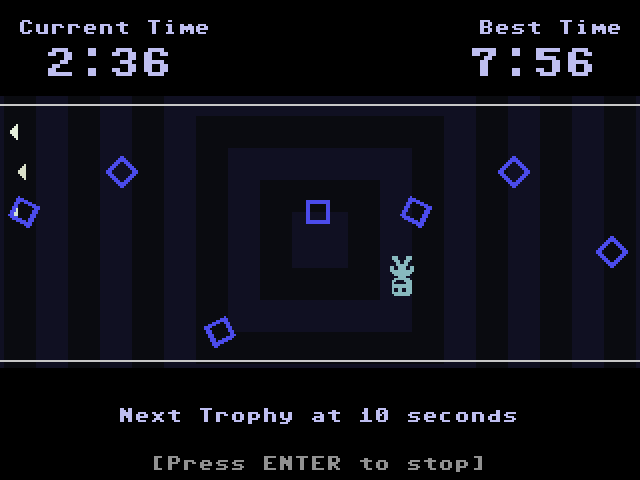 Current Time
Best Time
2:36
7:56
Next Trophy at 10 seconds
[Press ENTER to stop]